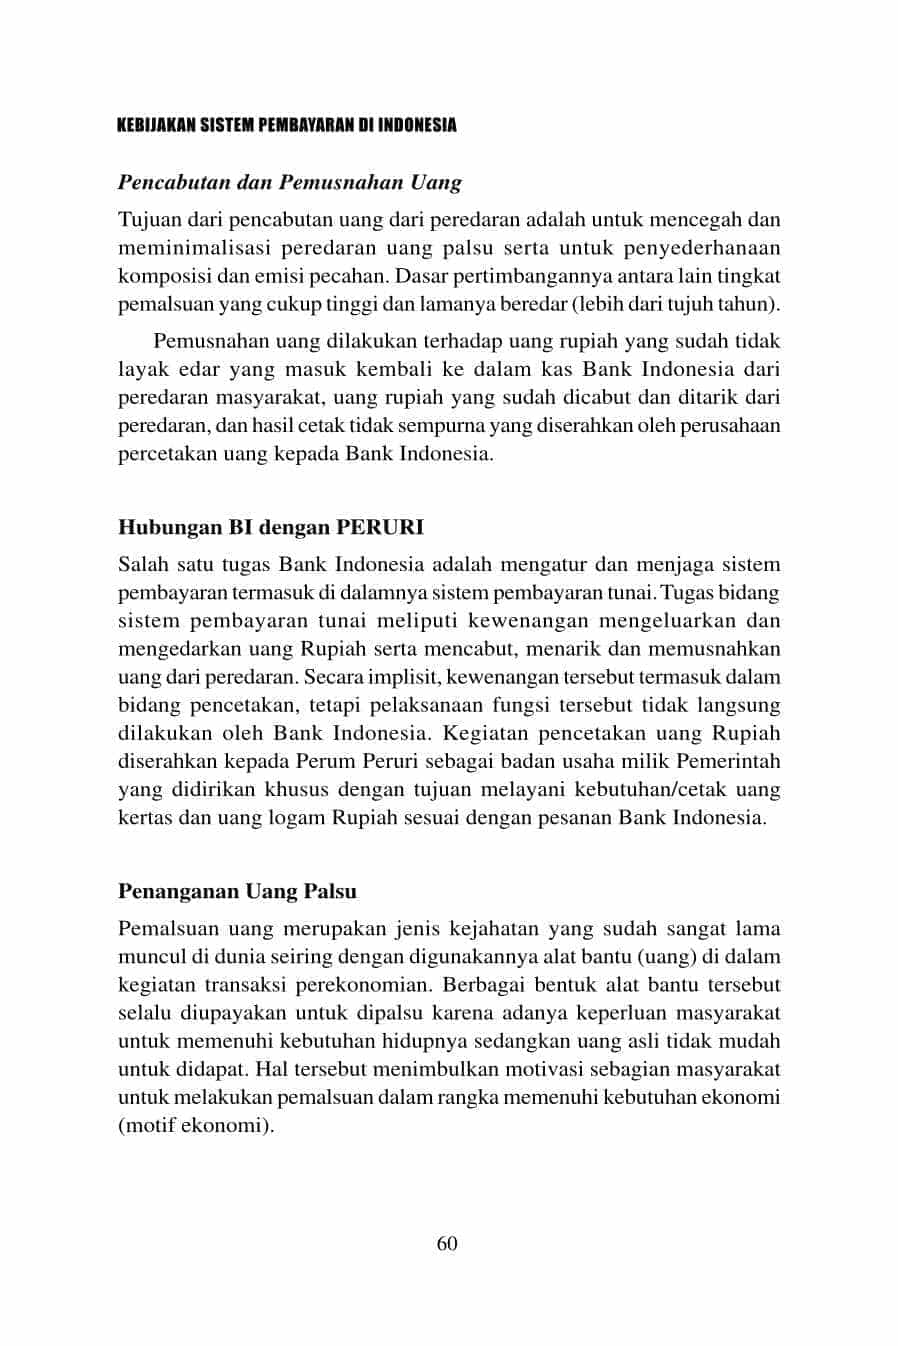 KEBIJAKAN SISTEM PEMBAYARAN DI INDONESIA
Pencabutan dan Pemusnahan Uang
Tujuan dari pencabutan uang dari peredaran adalah untuk mencegah dan
meminimalisasi peredaran uang palsu serta untuk penyederhanaan
komposisi dan emisi pecahan. Dasar pertimbangannya antara lain tingkat
pemalsuan yang cukup tinggi dan lamanya beredar (lebih dari tujuh tahun).
Pemusnahan uang dilakukan terhadap uang rupiah yang sudah tidak
layak edar yang masuk kembali ke dalam kas Bank Indonesia dari
peredaran masyarakat, uang rupiah yang sudah dicabut dan ditarik dari
peredaran, dan hasil cetak tidak sempurna yang diserahkan oleh perusahaan
percetakan uang kepada Bank Indonesia.
Hubungan BI dengan PERURI
Salah satu tugas Bank Indonesia adalah mengatur dan menjaga sistem
pembayaran termasuk di dalamnya sistem pembayaran tunai. Tugas bidang
sistem pembayaran tunai meliputi kewenangan mengeluarkan dan
mengedarkan uang Rupiah serta mencabut, menarik dan memusnahkan
uang dari peredaran. Secara implisit, kewenangan tersebut termasuk dalam
bidang pencetakan, tetapi pelaksanaan fungsi tersebut tidak langsung
dilakukan oleh Bank Indonesia. Kegiatan pencetakan uang Rupiah
diserahkan kepada Perum Peruri sebagai badan usaha milik Pemerintah
yang didirikan khusus dengan tujuan melayani kebutuhan/cetak uang
kertas dan uang logam Rupiah sesuai dengan pesanan Bank Indonesia.
Penanganan Uang Palsu
Pemalsuan uang merupakan jenis kejahatan yang sudah sangat lama
muncul di dunia seiring dengan digunakannya alat bantu (uang) di dalam
kegiatan transaksi perekonomian. Berbagai bentuk alat bantu tersebut
selalu diupayakan untuk dipalsu karena adanya keperluan masyarakat
untuk memenuhi kebutuhan hidupnya sedangkan uang asli tidak mudah
untuk didapat. Hal tersebut menimbulkan motivasi sebagian masyarakat
untuk melakukan pemalsuan dalam rangka memenuhi kebutuhan ekonomi
(motif ekonomi).
60